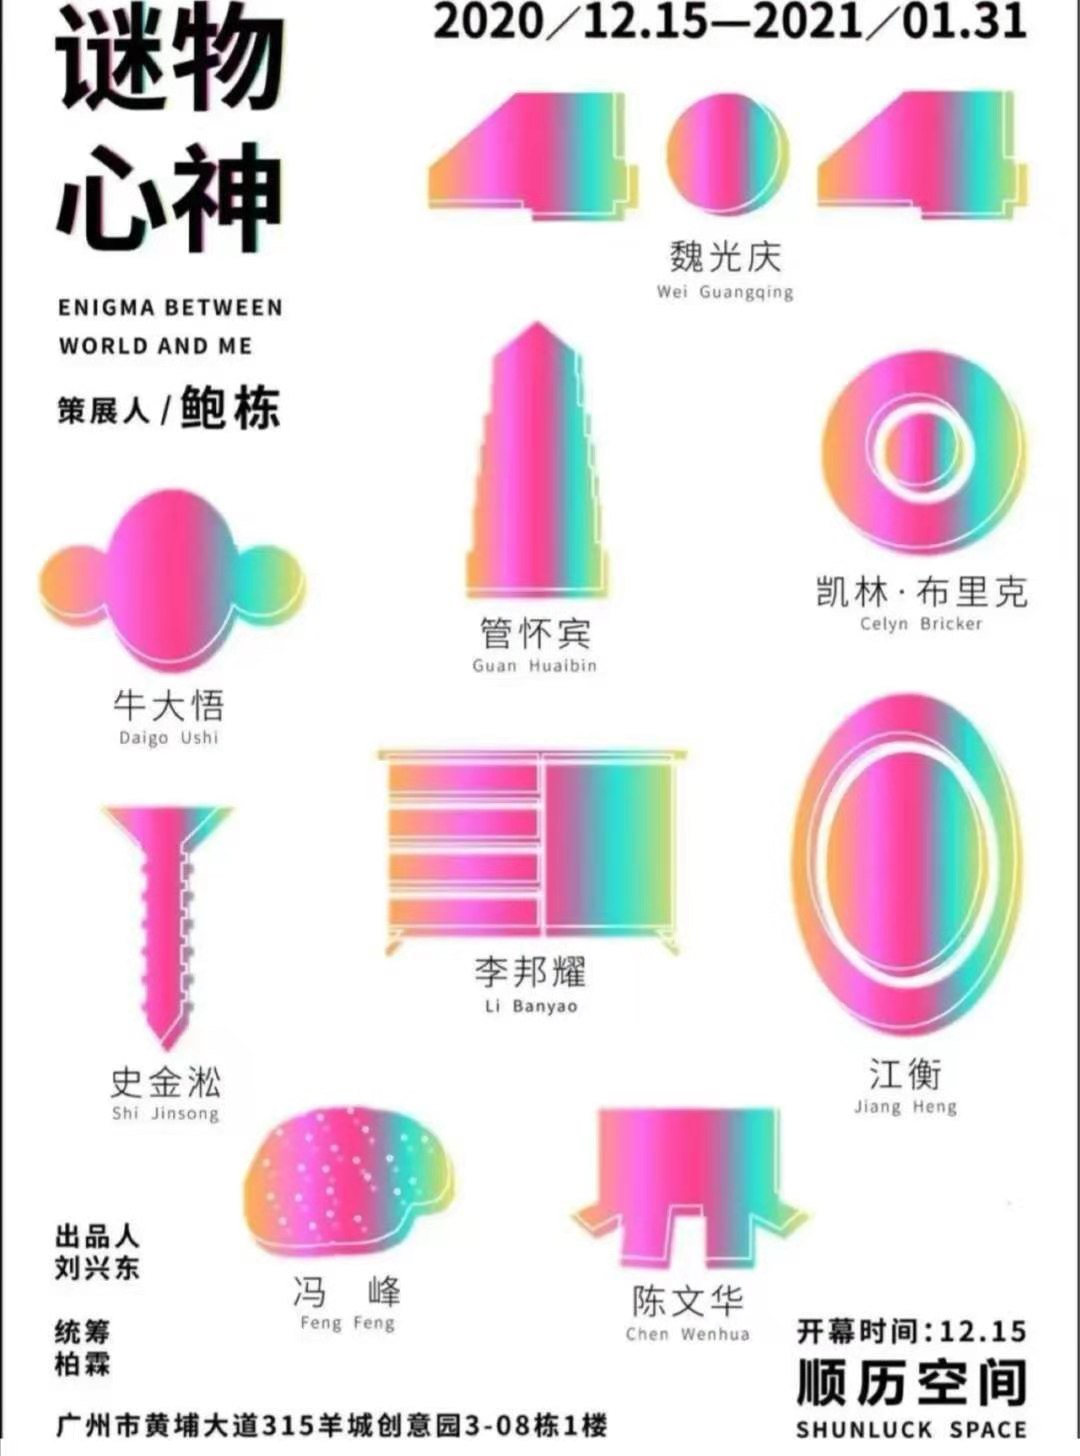 谜物
心神
ENIGMA BETWEEN
WORLD AND ME
策展人/鲍栋
2020/12.15—2021/01.31
404
魏光庆
Wei Guangqing
管怀宾
Guan Huaibin
凯林·布里克
Celyn Bricker
牛大悟
Daigo Ushi
李邦耀
Li Banyao
史金淞
Shi Jinsong
江衡
Jiang Heng
冯 峰
Feng Feng
陈文华
Chen Wenhua
出品人
刘兴东
统筹
柏霖
广州市黄埔大道315羊城创意园3-08栋1楼
开幕时间:12.15
顺历空间
SHUNLUCK SPACE